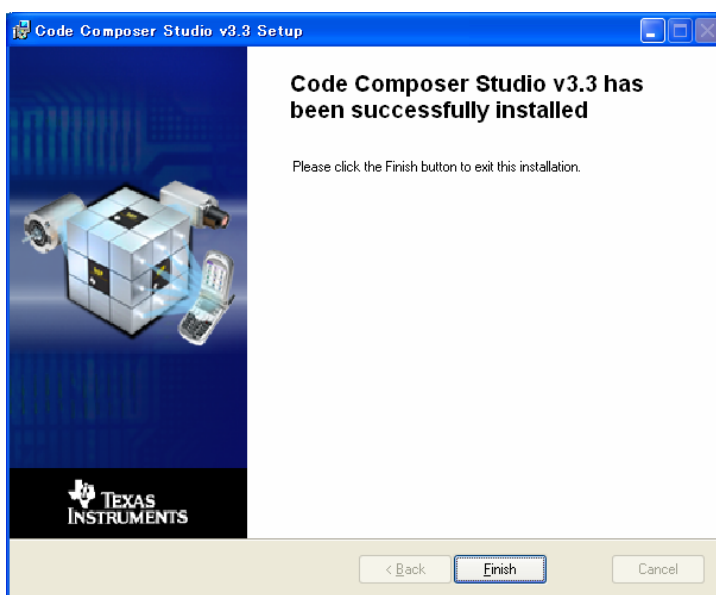 Code Composer Studio v3.3 Setup
Code Composer Studio v3.3 has
been successfully installed
Please click the Finish button to exit this installation.
TEXAS
INSTRUMENTS
< Back
Finish
Cancel